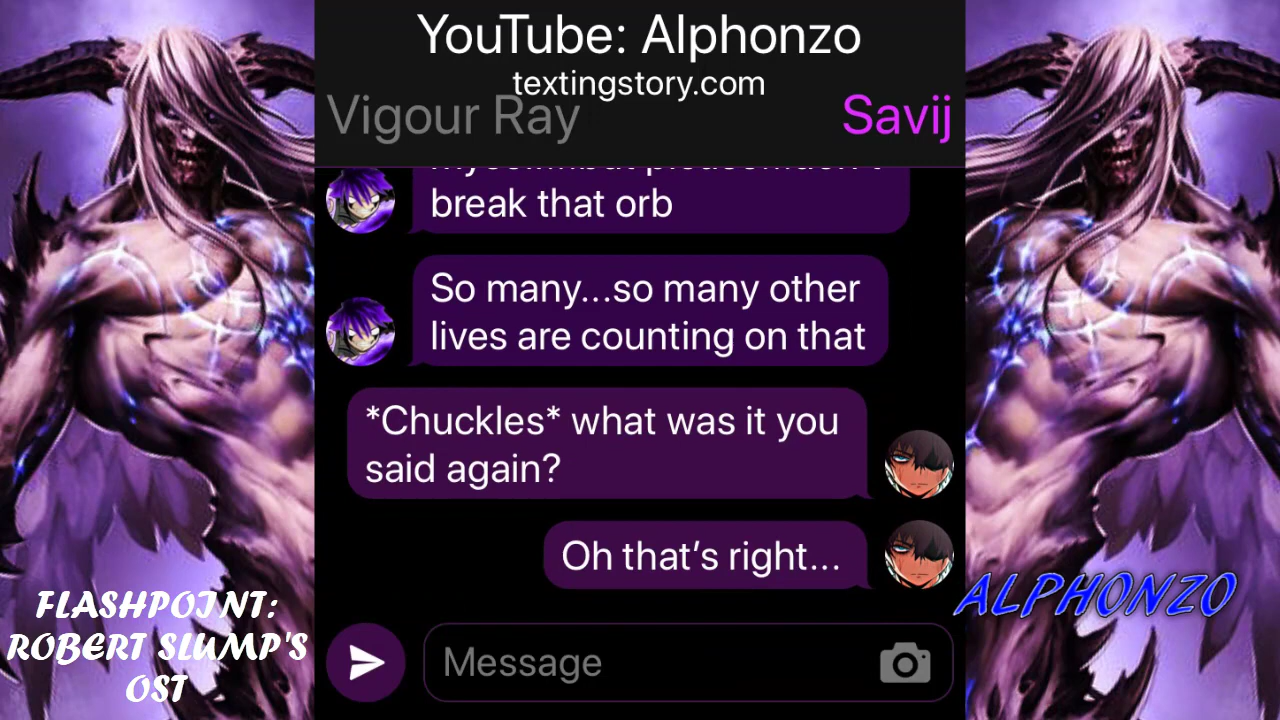 YouTube: Alphonzo
textingstory.com
Vigour Ray
Savij
break that orb
So many...so many other
lives are counting on that
*Chuckles* what was it you
said again?
Oh that’s right...
Message
FLASHPOINT:
ROBERT SLUMP'S
OST
ALPHONZO